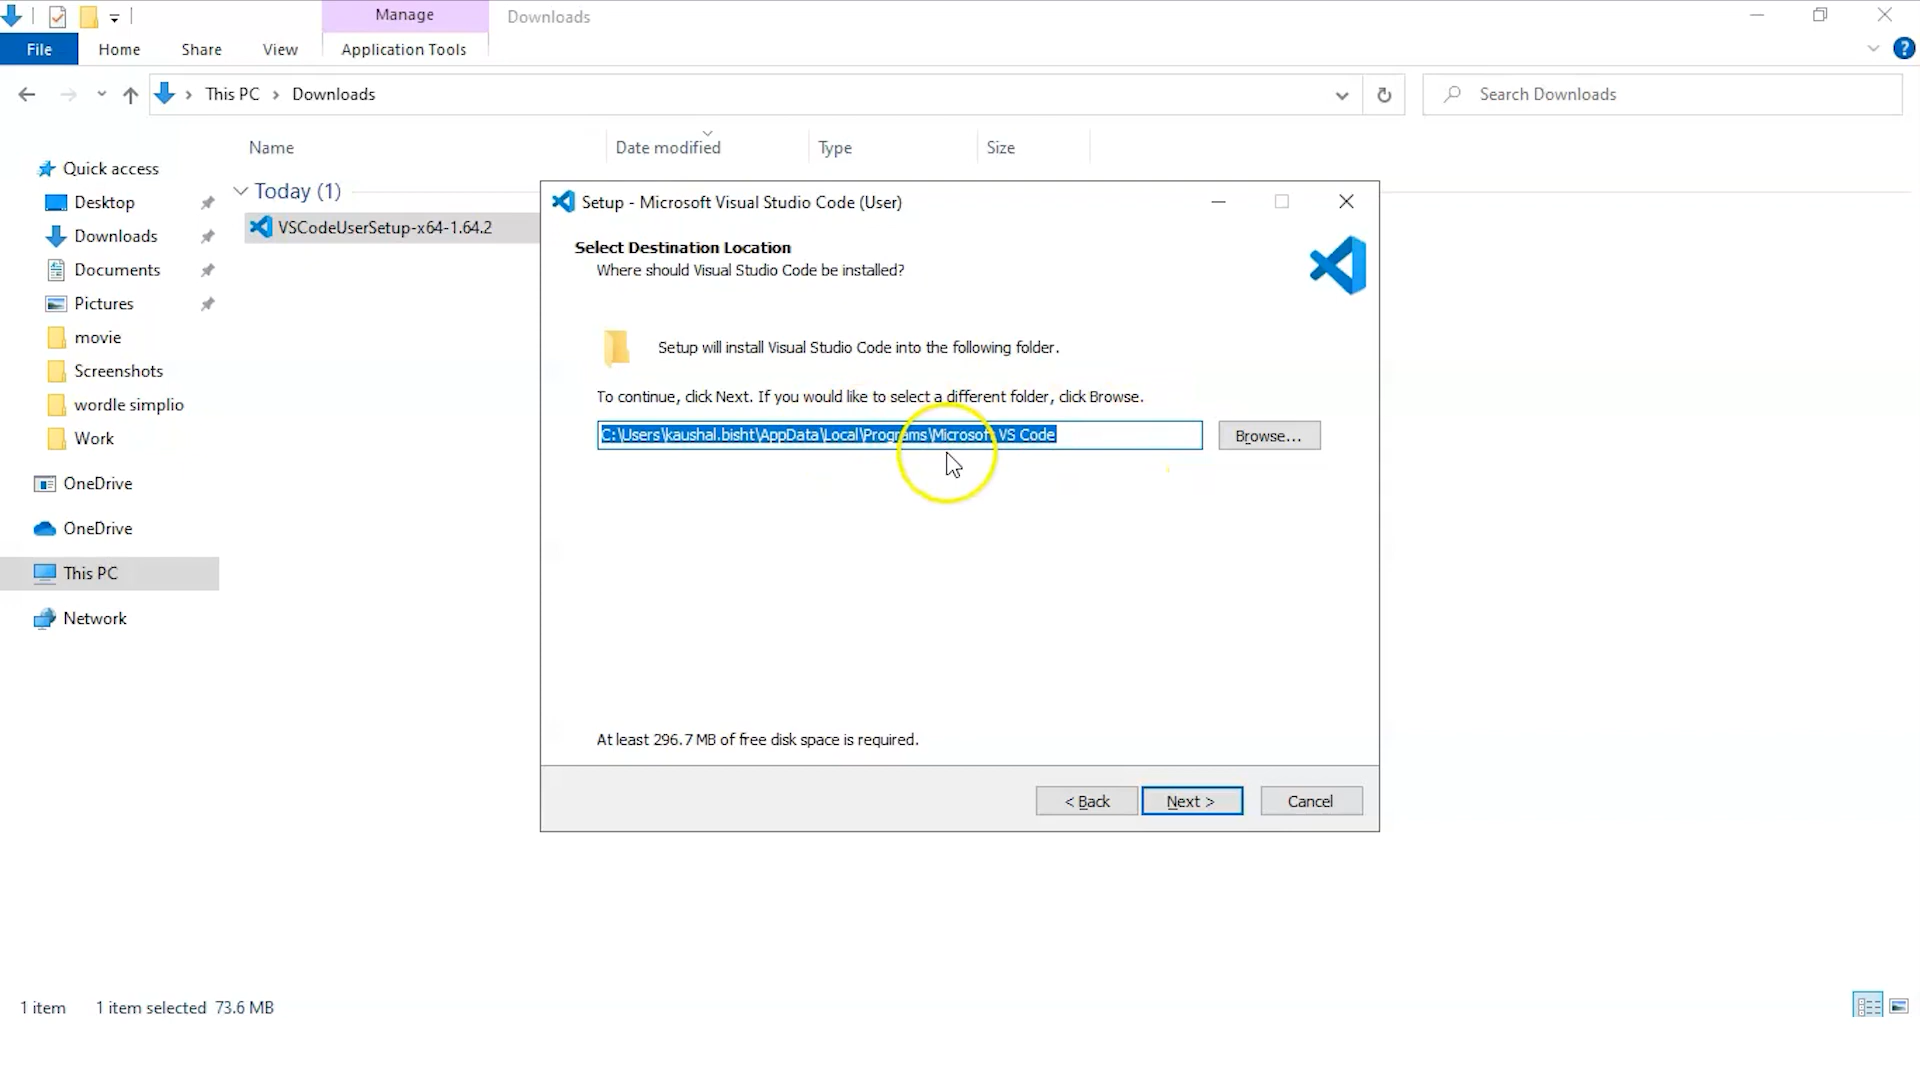 Manage
Downloads
File
Home
Share
View
Application Tools
?
This PC
Downloads
Search Downloads
Name
Date modified
Type
Size
Quick access
Desktop
Downloads
Documents
Pictures
movie
Screenshots
wordle simplio
Work
OneDrive
OneDrive
This PC
Network
Today (1)
VSCodeUserSetup-x64-1.64.2
Setup - Microsoft Visual Studio Code (User)
Select Destination Location
Where should Visual Studio Code be installed?
Setup will install Visual Studio Code into the following folder.
To continue, click Next. If you would like to select a different folder, click Browse.
C:\Users\kaushal.bisht\AppData\Local\Programs\Microsoft VS Code
Browse...
At least 296.7 MB of free disk space is required.
< Back
Next >
Cancel
1 item
1 item selected 73.6 MB